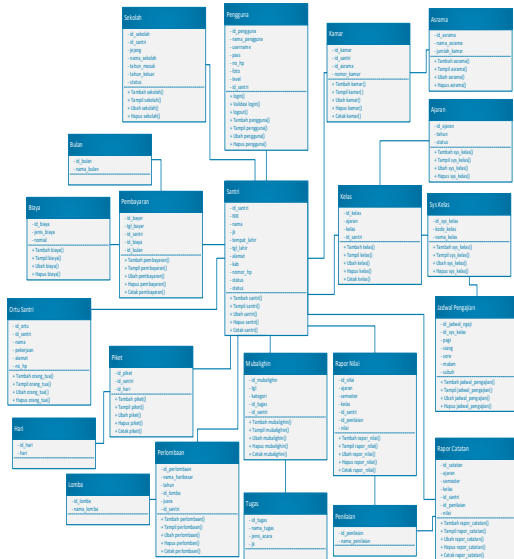 Sekolah
- id_sekolah
- id_santri
- jejang
- nama_sekolah
- tahun_masuk
- tahun_keluar
- status
+ Tambah sekolah()
+ Tampil sekolah()
+ Ubah sekolah()
+ Hapus sekolah()
Pengguna
- id_pengguna
- nama_pengguna
- username
- pass
- no_hp
- foto
- level
- id_santri
+ login()
+ Validasi login()
+ logout()
+ Tambah pengguna()
+ Tampil pengguna()
+ Ubah pengguna()
+ Hapus pengguna()
Kamar
- id_kamar
- id_santri
- id_asrama
- nomor_kamar
+ Tambah kamar()
+ Tampil kamar()
+ Ubah kamar()
+ Hapus kamar()
+ Cetak kamar()
Asrama
- id_asrama
- nama_asrama
- jumlah_kamar
+ Tambah asrama()
+ Tampil asrama()
+ Ubah asrama()
+ Hapus asrama()
Ajaran
- id_ajaran
- tahun
- status
+ Tambah sys_kelas()
+ Tampil sys_kelas()
+ Ubah sys_kelas()
+ Hapus sys_kelas()
Bulan
- id_bulan
- nama_bulan
Biaya
- id_biaya
- jenis_biaya
- nomial
+ Tambah biaya()
+ Tampil biaya()
+ Ubah biaya()
+ Hapus biaya()
Pembayaran
- id_bayar
- tgl_bayar
- id_santri
- id_biaya
- id_bulan
+ Tambah pembayaran()
+ Tampil pembayaran()
+ Ubah pembayaran()
+ Hapus pembayaran()
+ Cetak pembayaran()
Santri
- id_santri
- NIK
- nama
- jk
- tempat_lahir
- tgl_lahir
- alamat
- kab
- nomor_hp
- status
- status
+ Tambah santri()
+ Tampil santri()
+ Ubah santri()
+ Hapus santri()
+ Cetak santri()
Kelas
- id_kelas
- ajaran
- kelas
- id_santri
+ Tambah kelas()
+ Tampil kelas()
+ Ubah kelas()
+ Hapus kelas()
+ Cetak kelas()
Sys Kelas
- id_sys_kelas
- kode_kelas
- nama_kelas
+ Tambah sys_kelas()
+ Tampil sys_kelas()
+ Ubah sys_kelas()
+ Hapus sys_kelas()
Ortu Santri
- id_ortu
- id_santri
- nama
- pekerjaan
- alamat
- no_hp
+ Tambah orang_tua()
+ Tampil orang_tua()
+ Ubah orang_tua()
+ Hapus orang_tua()
Piket
- id_piket
- id_santri
- id_hari
+ Tambah piket()
+ Tampil piket()
+ Ubah piket()
+ Hapus piket()
+ Cetak piket()
Mubalighin
- id_mubalighin
- tgl
- kategori
- id_tugas
- id_santri
+ Tambah mubalighin()
+ Tampil mubalighin()
+ Ubah mubalighin()
+ Hapus mubalighin()
+ Cetak mubalighin()
Rapor Nilai
- id_nilai
- ajaran
- semester
- kelas
- id_santri
- id_penilaian
- nilai
+ Tambah rapor_nilai()
+ Tampil rapor_nilai()
+ Ubah rapor_nilai()
+ Hapus rapor_nilai()
+ Cetak rapor_nilai()
Jadwal Pengajian
- id_jadwal_ngaji
- id_sys_kelas
- pagi
- siang
- sore
- malam
- subuh
+ Tambah jadwal_pengajian()
+ Tampil jadwal_pengajian()
+ Ubah jadwal_pengajian()
+ Hapus jadwal_pengajian()
Hari
- id_hari
- hari
Lomba
- id_lomba
- nama_lomba
Perlombaan
- id_perlombaan
- nama_perlombaan
- tahun
- id_lomba
- juara
- id_santri
+ Tambah perlombaan()
+ Tampil perlombaan()
+ Ubah perlombaan()
+ Hapus perlombaan()
+ Cetak perlombaan()
Tugas
- id_tugas
- nama_tugas
- jenis_acara
- jk
Penilaian
- id_penilaian
- nama_penilaian
Rapor Catatan
- id_catatan
- ajaran
- semester
- kelas
- id_santri
- id_penilaian
- nilai
+ Tambah rapor_catatan()
+ Tampil rapor_catatan()
+ Ubah rapor_catatan()
+ Hapus rapor_catatan()
+ Cetak rapor_catatan()